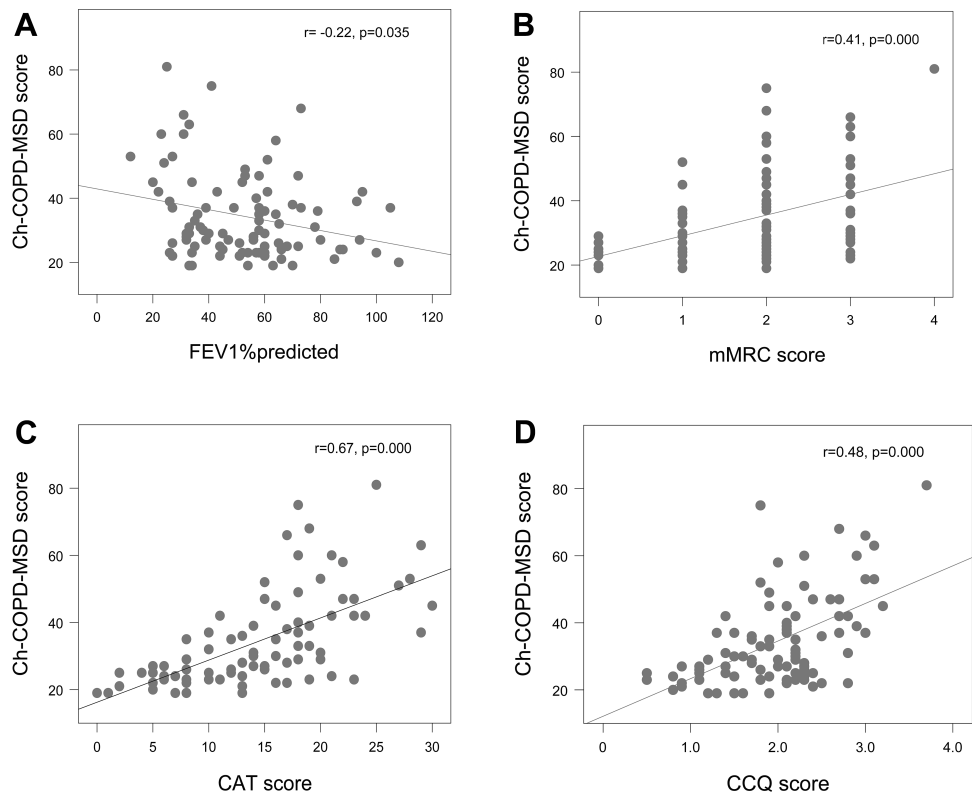 A
r= -0.22, p=0.035
Ch-COPD-MSD score
80
60
40
20
0 20 40 60 80 100 120
FEV1%predicted
B
r=0.41, p=0.000
Ch-COPD-MSD score
80
60
40
20
0 1 2 3 4
mMRC score
C
r=0.67, p=0.000
Ch-COPD-MSD score
80
60
40
20
0 5 10 15 20 25 30
CAT score
D
r=0.48, p=0.000
Ch-COPD-MSD score
80
60
40
20
0 1.0 2.0 3.0 4.0
CCQ score